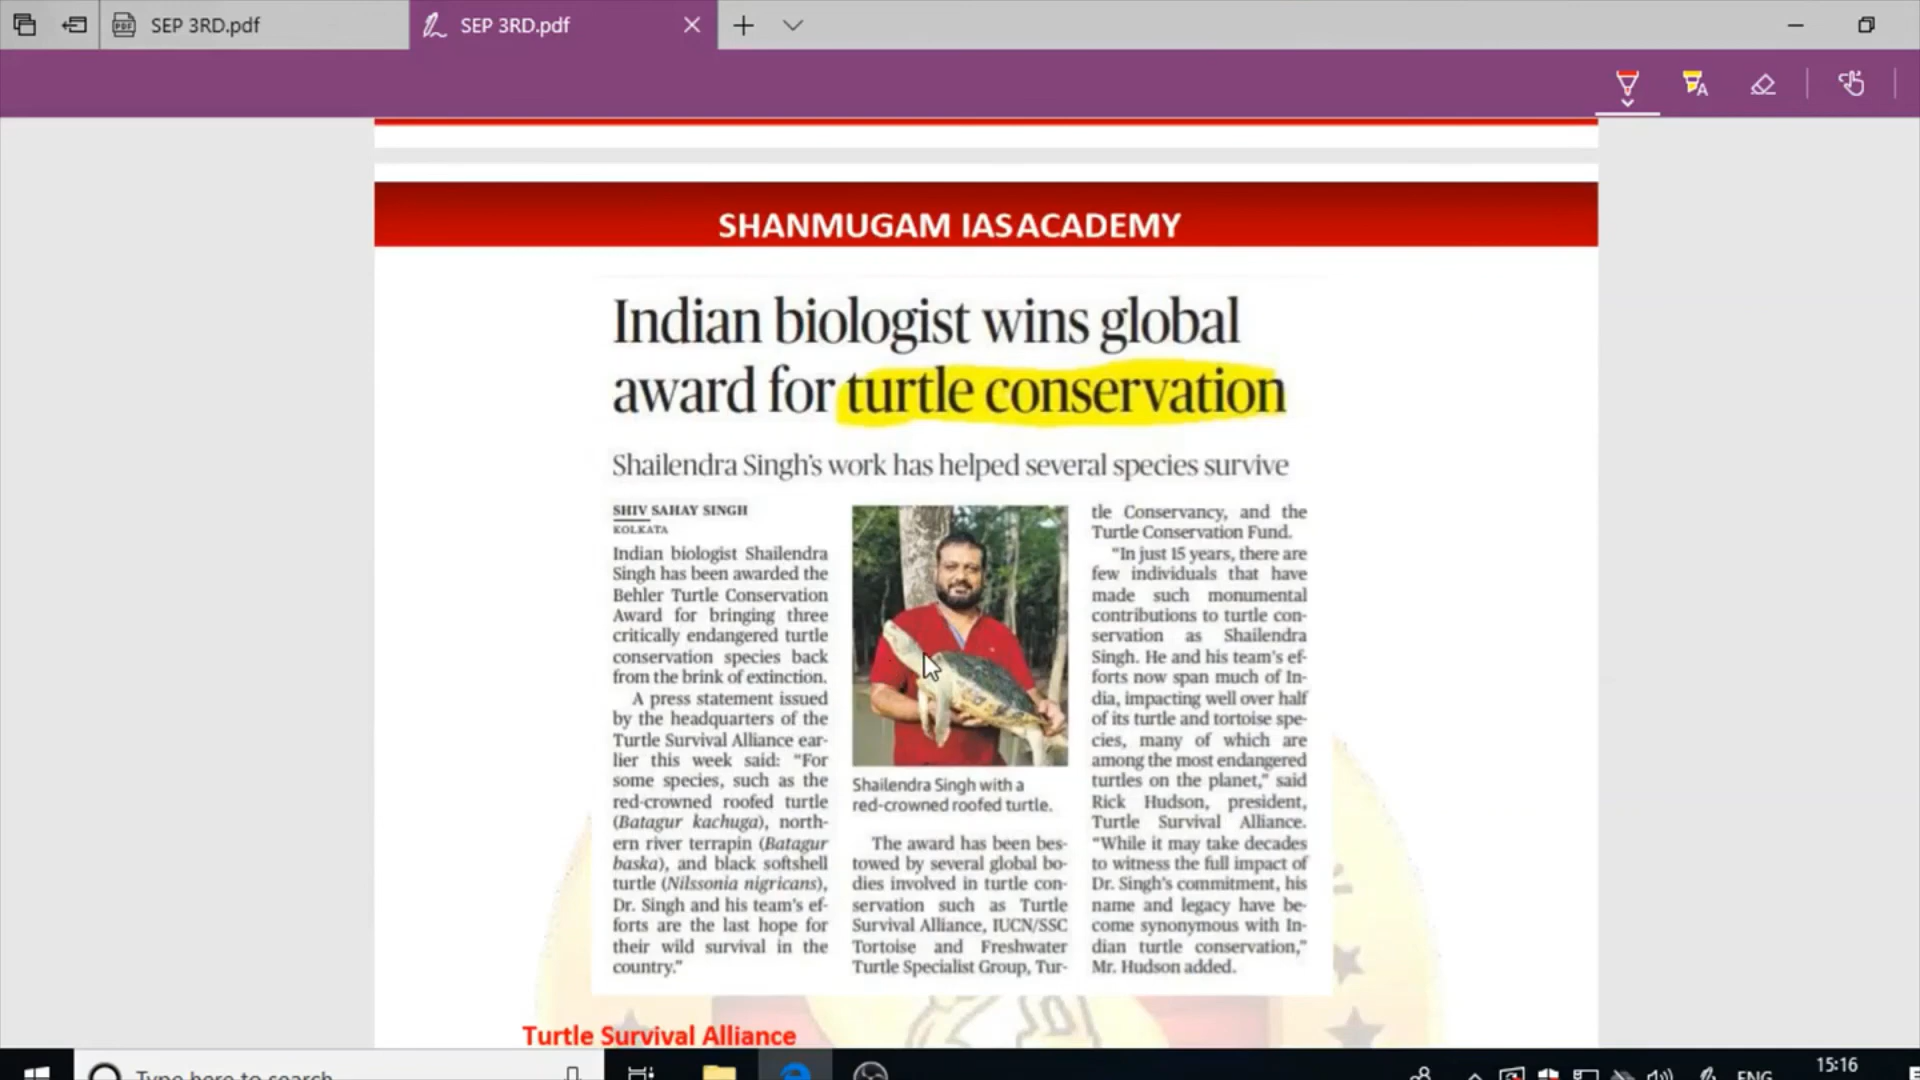 SEP 3RD.pdf
SEP 3RD.pdf
SHANMUGAM IAS ACADEMY
Indian biologist wins global
award for turtle conservation
Shailendra Singh's work has helped several species survive
SHIV SAHAY SINGH
KOLKATA
Indian biologist Shailendra
Singh has been awarded the
Behler Turtle Conservation
Award for bringing three
critically endangered turtle
conservation species back
from the brink of extinction.
A press statement issued
by the headquarters of the
Turtle Survival Alliance ear-
lier this week said: “For
some species, such as the
red-crowned roofed turtle
(Batagur kachuga), north-
ern river terrapin (Batagur
baska), and black softshell
turtle (Nilssonia nigricans),
Dr. Singh and his team's ef-
forts are the last hope for
their wild survival in the
country.”
Shailendra Singh with a
red-crowned roofed turtle.
The award has been bes-
towed by several global bo-
dies involved in turtle con-
servation such as Turtle
Survival Alliance, IUCN/SSC
Tortoise and Freshwater
Turtle Specialist Group, Tur-
tle Conservancy, and the
Turtle Conservation Fund.
“In just 15 years, there are
few individuals that have
made such monumental
contributions to turtle con-
servation as Shailendra
Singh. He and his team's ef-
forts now span much of In-
dia, impacting well over half
of its turtle and tortoise spe-
cies, many of which are
among the most endangered
turtles on the planet,” said
Rick Hudson, president,
Turtle Survival Alliance.
“While it may take decades
to witness the full impact of
Dr. Singh's commitment, his
name and legacy have be-
come synonymous with In-
dian turtle conservation,”
Mr. Hudson added.
Turtle Survival Alliance
Type here to search
ENG
15:16